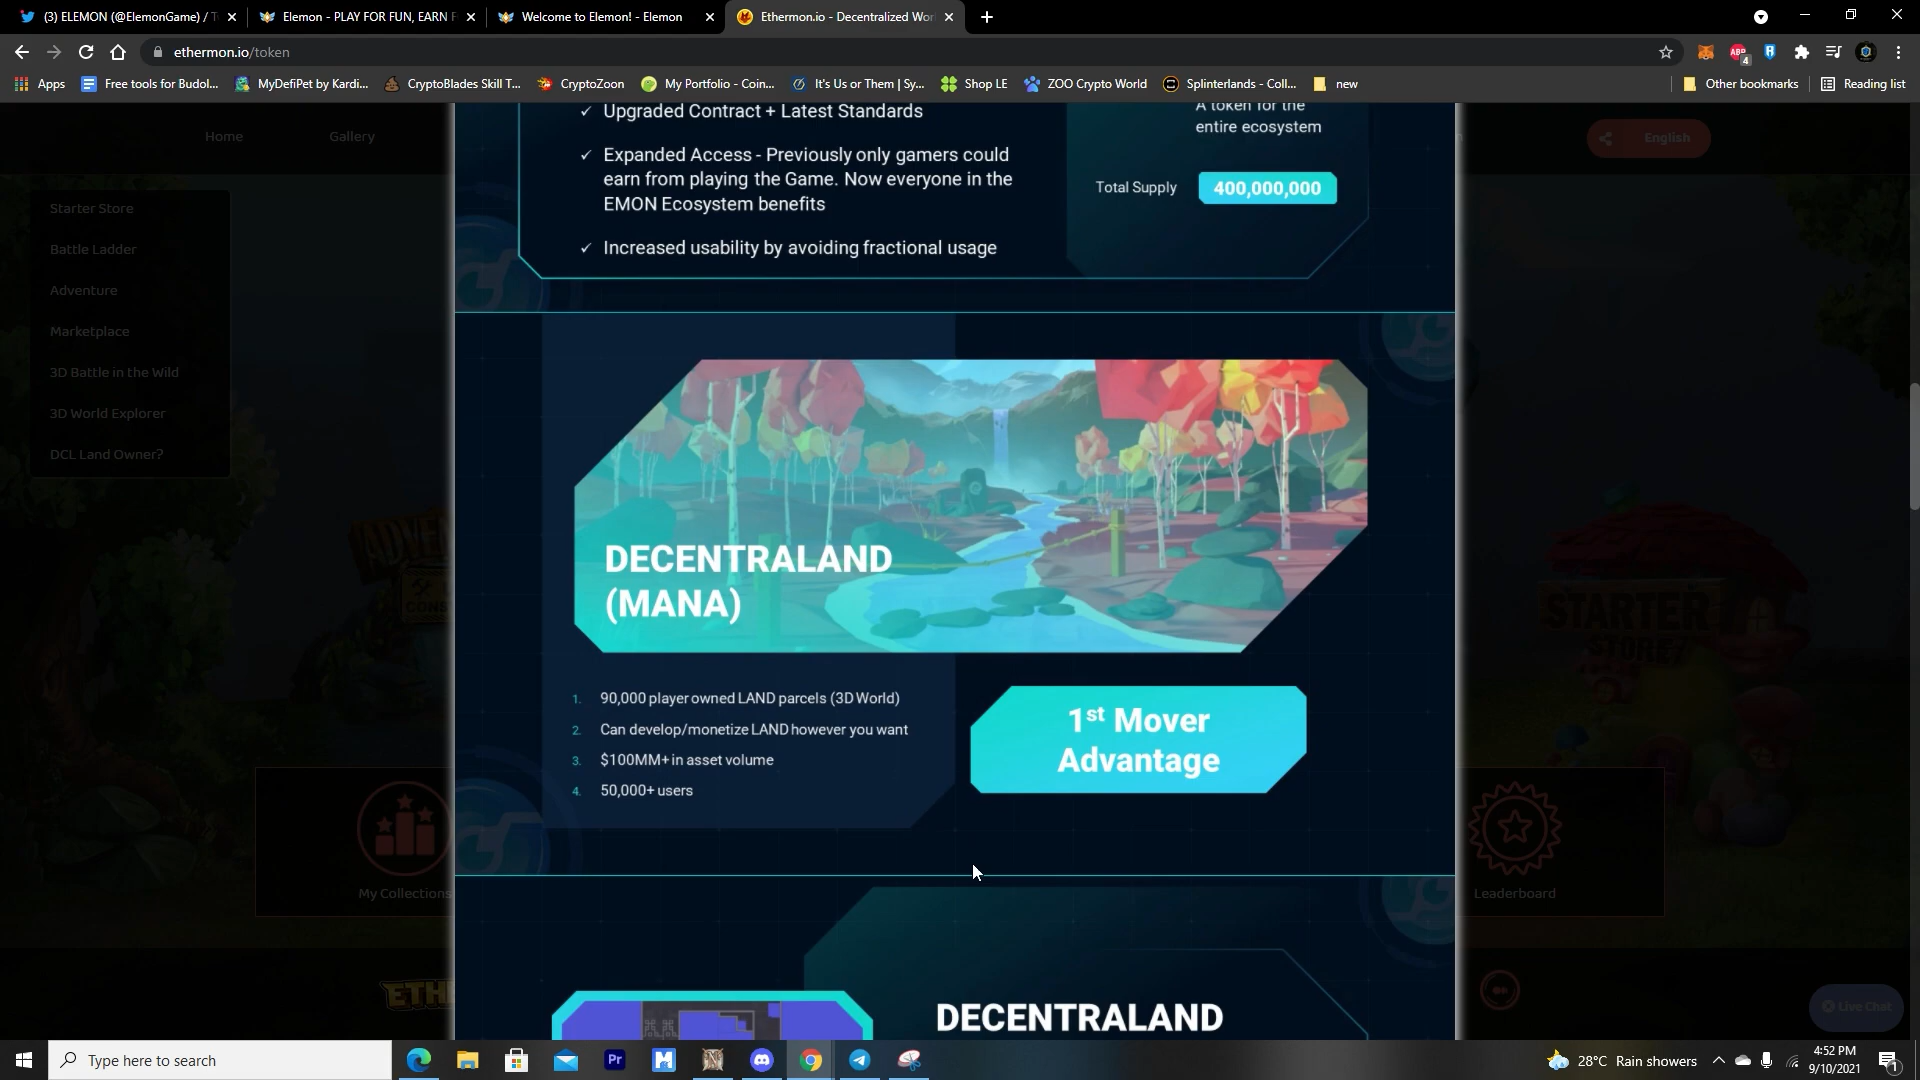 (3) ELEMON (@ElemonGame) / T
Elemon - PLAY FOR FUN, EARN F
Welcome to Elemon! - Elemon
Ethermon.io - Decentralized Wor
ethermon.io/token
ABP
4
Apps
Free tools for Budol...
MyDefiPet by Kardi...
CryptoBlades Skill T...
CryptoZoon
My Portfolio - Coin...
It's Us or Them | Sy...
Shop LE
ZOO Crypto World
Splinterlands - Coll...
new
Other bookmarks
Reading list
Home
Gallery
English
Starter Store
Battle Ladder
Adventure
Marketplace
3D Battle in the Wild
3D World Explorer
DCL Land Owner?
✓ Upgraded Contract + Latest Standards
✓ Expanded Access - Previously only gamers could
earn from playing the Game. Now everyone in the
EMON Ecosystem benefits
✓ Increased usability by avoiding fractional usage
A token for the
entire ecosystem
Total Supply
400,000,000
DECENTRALAND
(MANA)
1. 90,000 player owned LAND parcels (3D World)
2. Can develop/monetize LAND however you want
3. $100MM+ in asset volume
4. 50,000+ users
1st Mover
Advantage
STARTER
STORE
My Collections
Leaderboard
DECENTRALAND
Live Chat
Type here to search
Pr
28°C Rain showers
4:52 PM
9/10/2021
1